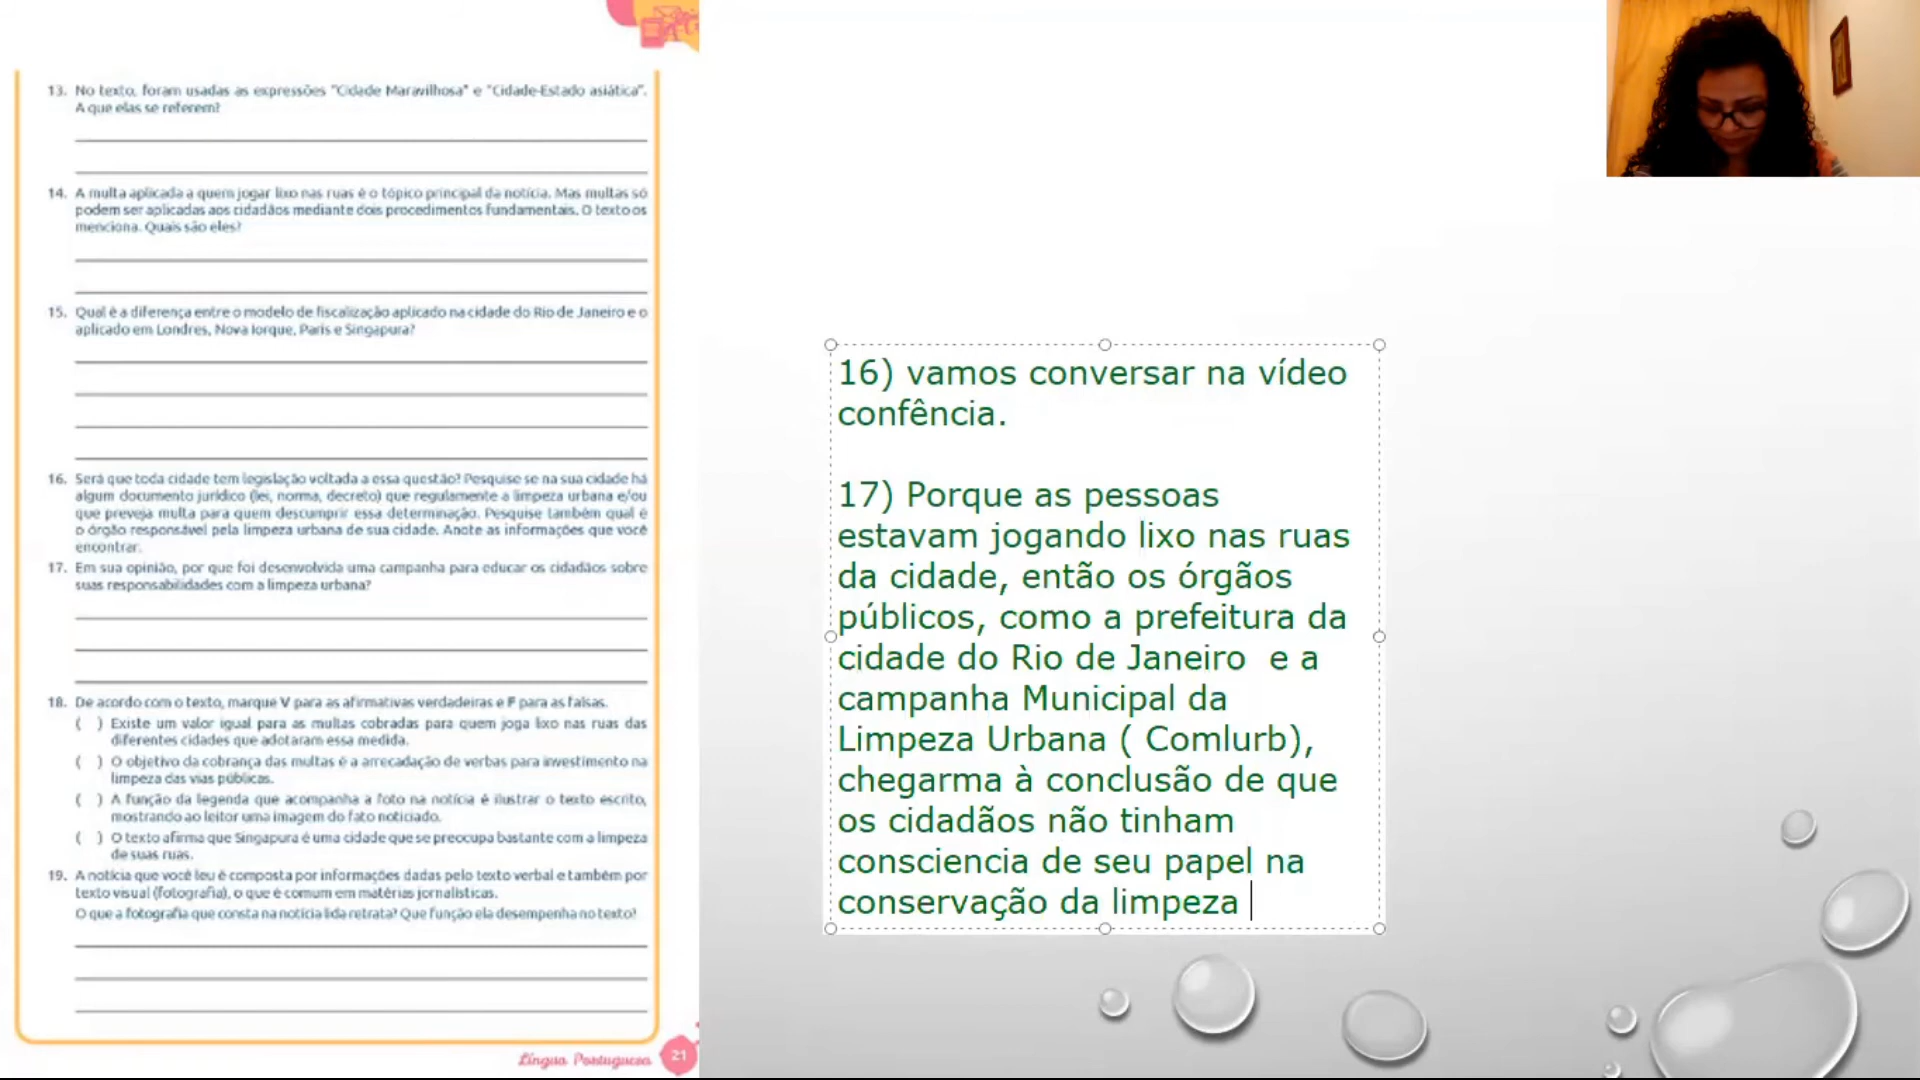 13. No texto, foram usadas as expressões "Cidade Maravilhosa" e "Cidade-Estado asiática".
A que elas se referem?
14. A multa aplicada a quem jogar lixo nas ruas é o tópico principal da notícia. Mas multas só
podem ser aplicadas aos cidadãos mediante dois procedimentos fundamentais. O texto os
menciona. Quais são eles?
15. Qual é a diferença entre o modelo de fiscalização aplicado na cidade do Rio de Janeiro e o
aplicado em Londres, Nova Iorque, Paris e Singapura?
16. Será que toda cidade tem legislação voltada a essa questão? Pesquise se na sua cidade há
algum documento jurídico (lei, norma, decreto) que regulamente a limpeza urbana e/ou
que preveja multa para quem descumprir essa determinação. Pesquise também qual é
o órgão responsável pela limpeza urbana de sua cidade. Anote as informações que você
encontrar.
17. Em sua opinião, por que foi desenvolvida uma campanha para educar os cidadãos sobre
suas responsabilidades com a limpeza urbana?
18. De acordo com o texto, marque V para as afirmativas verdadeiras e F para as falsas.
( ) Existe um valor igual para as multas cobradas para quem joga lixo nas ruas das
diferentes cidades que adotaram essa medida.
( ) O objetivo da cobrança das multas é a arrecadação de verbas para investimento na
limpeza das vias públicas.
( ) A função da legenda que acompanha a foto na notícia é ilustrar o texto escrito,
mostrando ao leitor uma imagem do fato noticiado.
( ) O texto afirma que Singapura é uma cidade que se preocupa bastante com a limpeza
de suas ruas.
19. A notícia que você leu é composta por informações dadas pelo texto verbal e também por
texto visual (fotografia), o que é comum em matérias jornalísticas.
O que a fotografia que consta na notícia lida retrata? Que função ela desempenha no texto?
Língua Portuguesa 21
16) vamos conversar na vídeo
confência.
17) Porque as pessoas
estavam jogando lixo nas ruas
da cidade, então os órgãos
públicos, como a prefeitura da
cidade do Rio de Janeiro e a
campanha Municipal da
Limpeza Urbana ( Comlurb),
chegarma à conclusão de que
os cidadãos não tinham
consciencia de seu papel na
conservação da limpeza